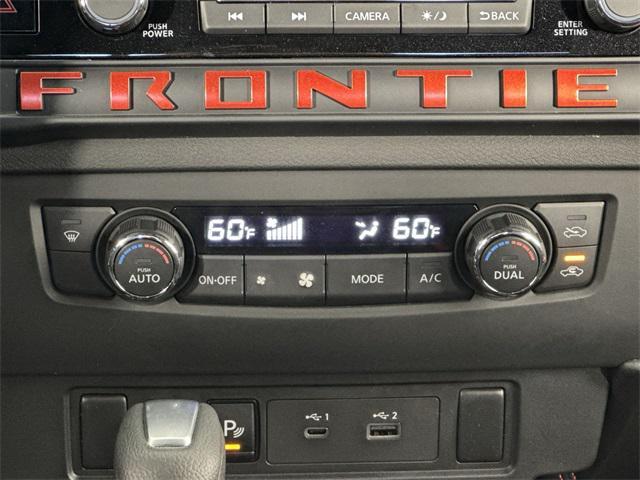 PUSH
POWER
CAMERA
BACK
ENTER
SETTING
FRONTIE
60°F
60°F
PUSH
AUTO
ON·OFF
MODE
A/C
PUSH
DUAL
P
1
2